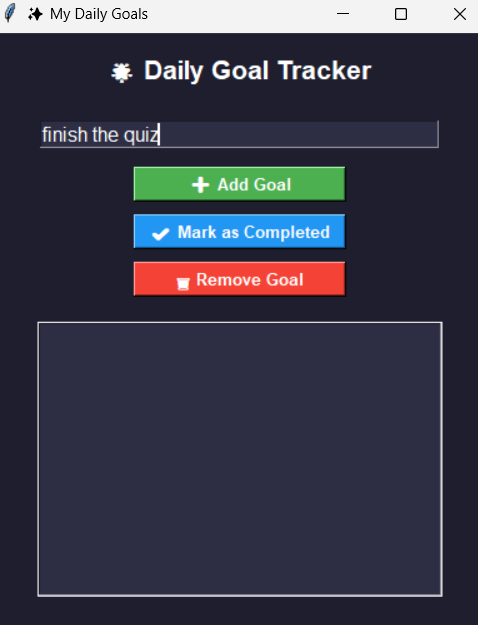 ✨ My Daily Goals
🌟 Daily Goal Tracker
finish the quiz
➕ Add Goal
✔ Mark as Completed
🗑 Remove Goal